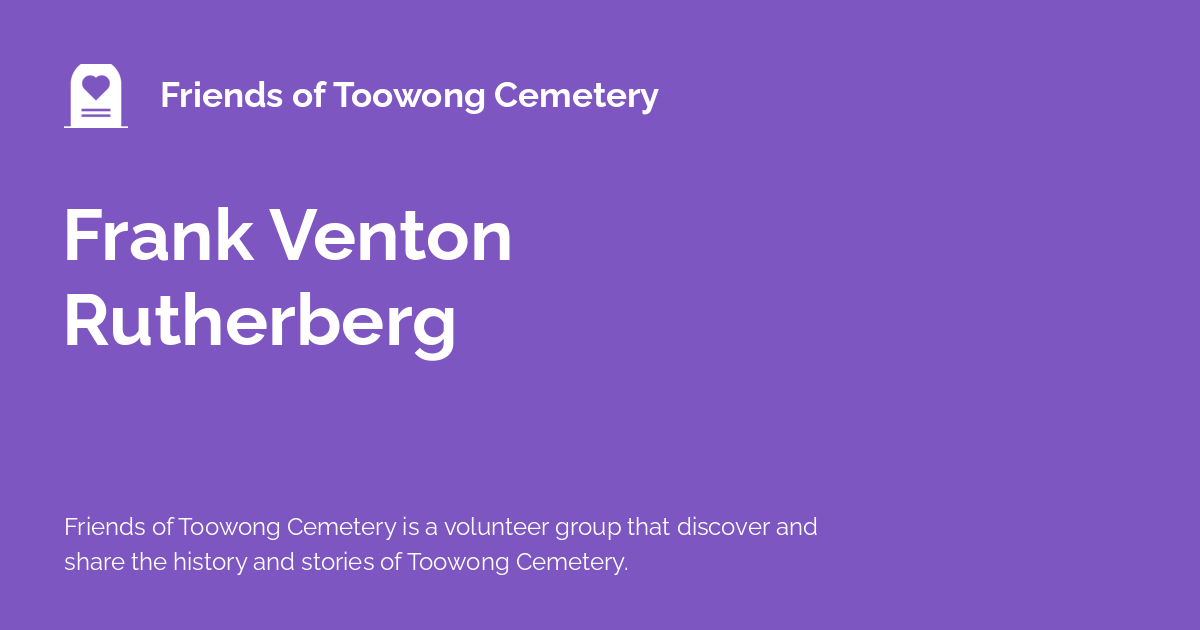 Friends of Toowong Cemetery
Frank Venton
Rutherberg
Friends of Toowong Cemetery is a volunteer group that discover and
share the history and stories of Toowong Cemetery.